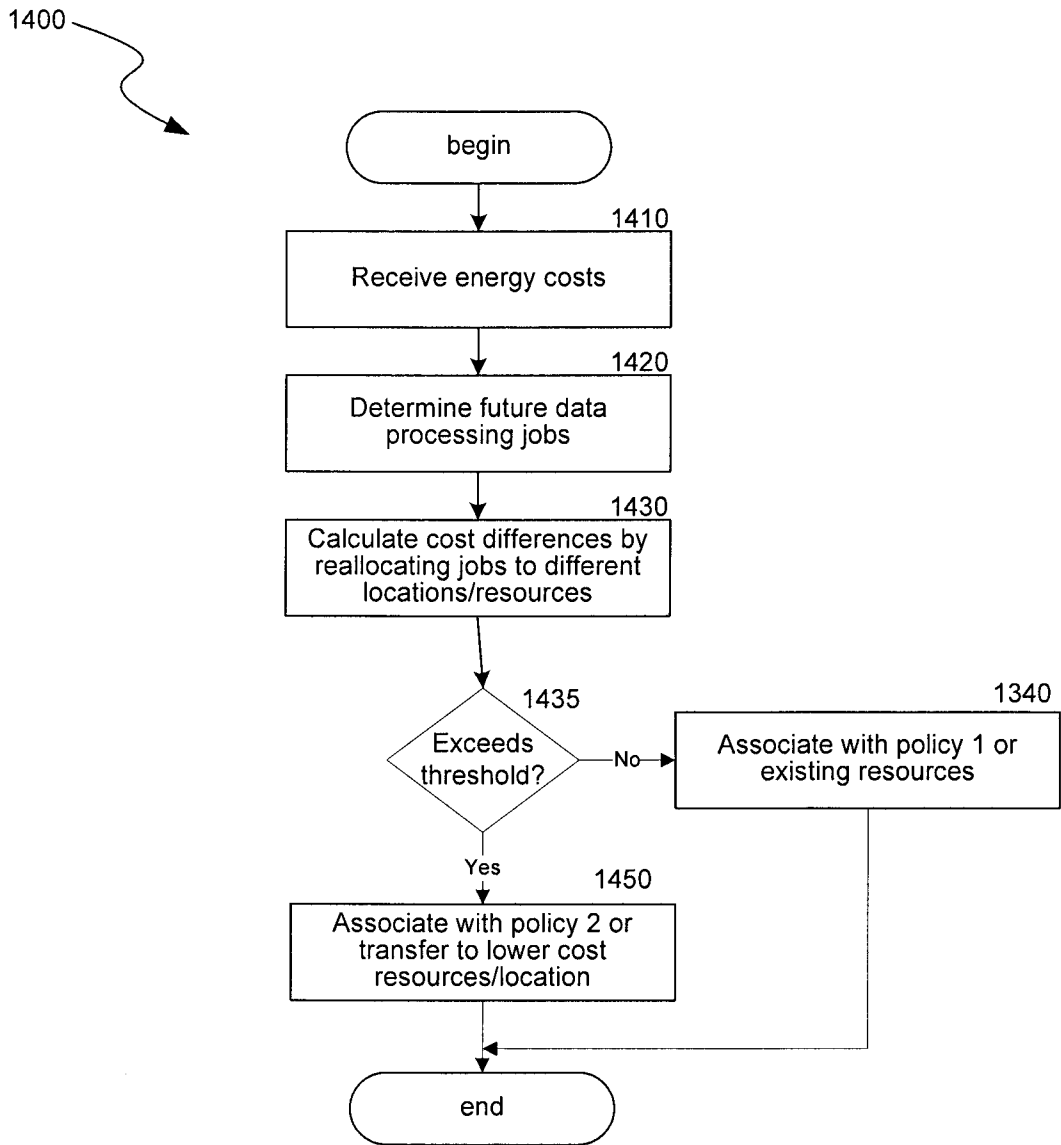 1400
begin
1410
Receive energy costs
1420
Determine future data
processing jobs
1430
Calculate cost differences by
reallocating jobs to different
locations/resources
1435
Exceeds
threshold?
No
1340
Associate with policy 1 or
existing resources
Yes
1450
Associate with policy 2 or
transfer to lower cost
resources/location
end